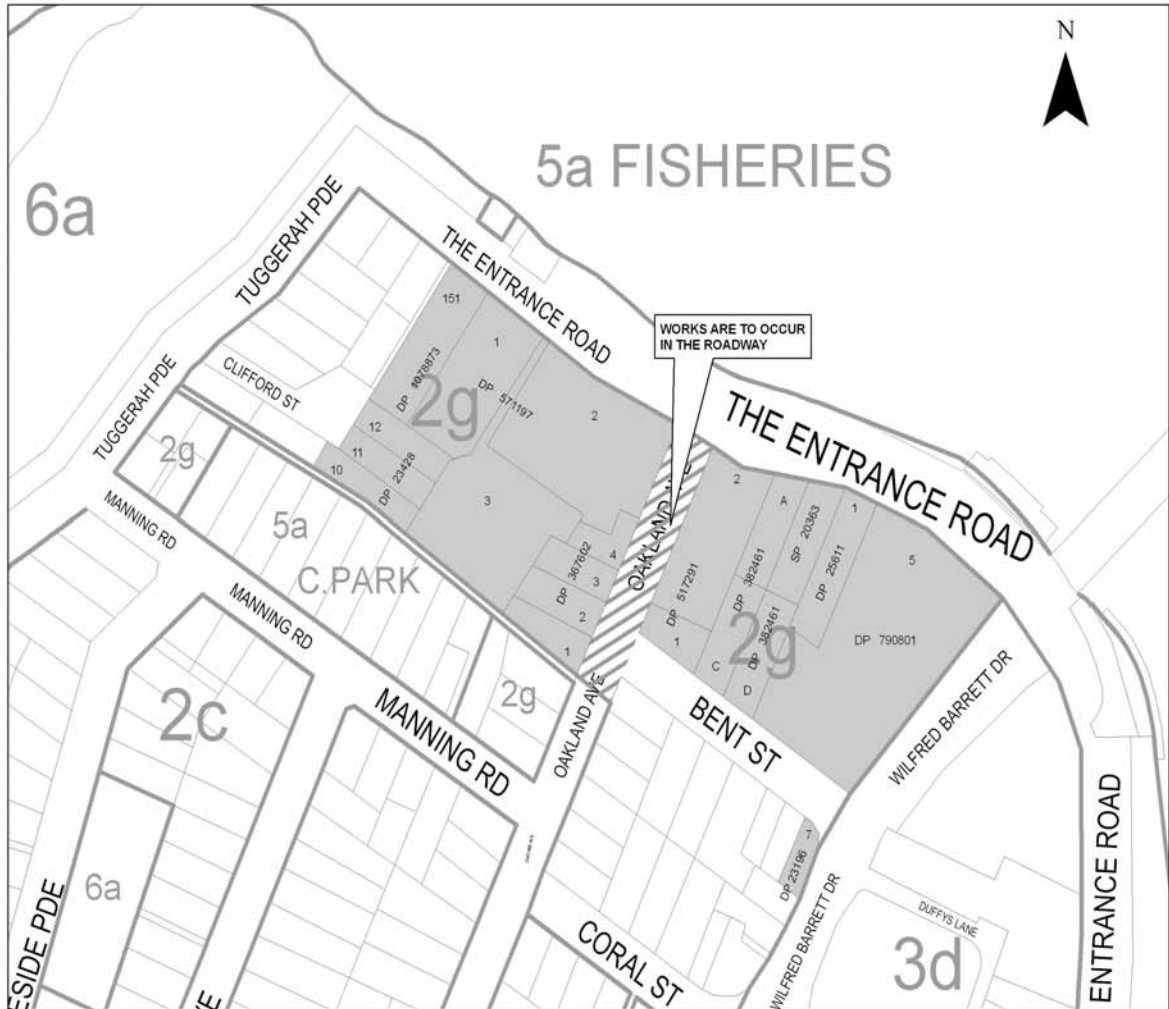 N
5a FISHERIES
6a
TUGGERAH PDE
THE ENTRANCE ROAD
151
1
WORKS ARE TO OCCUR
IN THE ROADWAY
CLIFFORD ST
DP 1078873
DP 571197
2g
2
THE ENTRANCE ROAD
TUGGERAH PDE
12
11
10
DP 23428
3
2g
OAKLAND AVE
2
A
SP 20363
1
5
MANNING RD
5a
C.PARK
4
3
2
1
DP 367602
DP 517291
1
DP 382461
DP 382461
C
D
DP 25611
2g
DP 790801
MANNING RD
2g
OAKLAND AVE
BENT ST
WILFRED BARRETT DR
2c
MANNING RD
7
DP 23196
6a
ESIDE PDE
CORAL ST
WILFRED BARRETT DR
DUFFYS LANE
3d
ENTRANCE ROAD